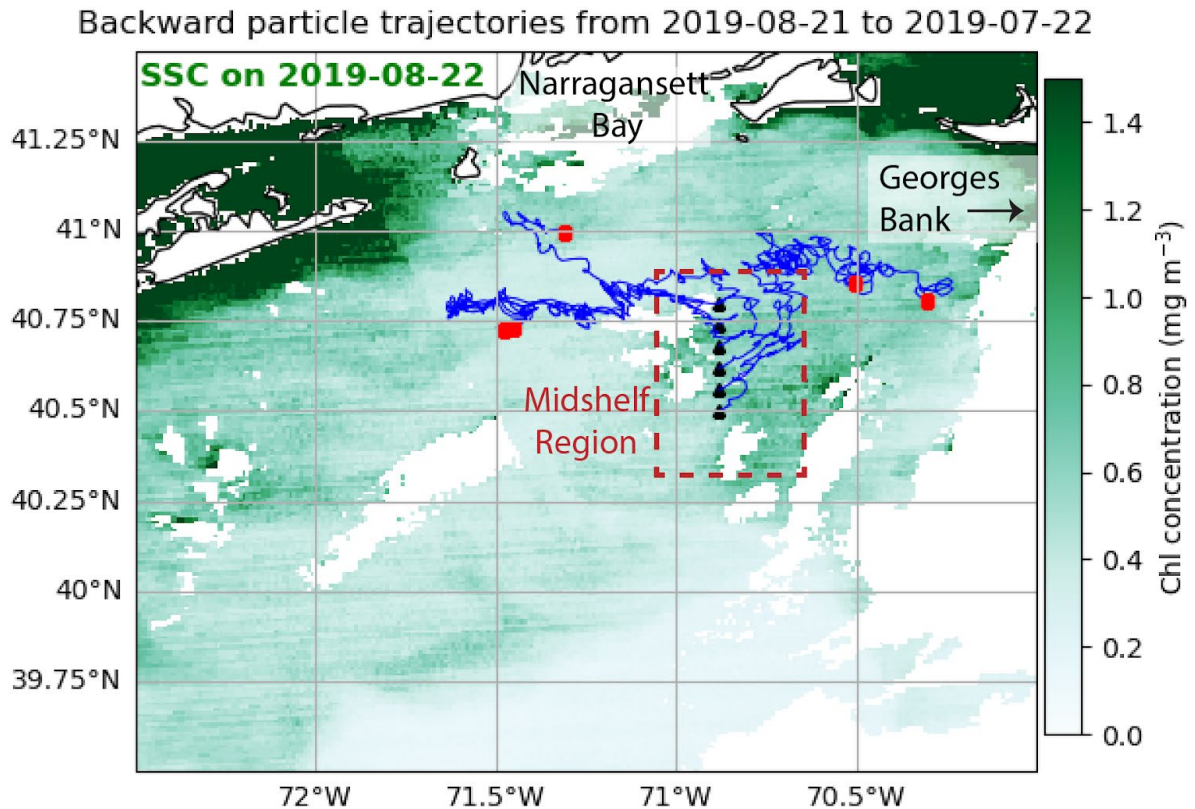 Backward particle trajectories from 2019-08-21 to 2019-07-22
SSC on 2019-08-22
Narragansett
Bay
Georges
Bank
Midshelf
Region
41.25°N
41°N
40.75°N
40.5°N
40.25°N
40°N
39.75°N
72°W
71.5°W
71°W
70.5°W
1.4
1.2
1.0
0.8
0.6
0.4
0.2
0.0
Chl concentration (mg m⁻³)